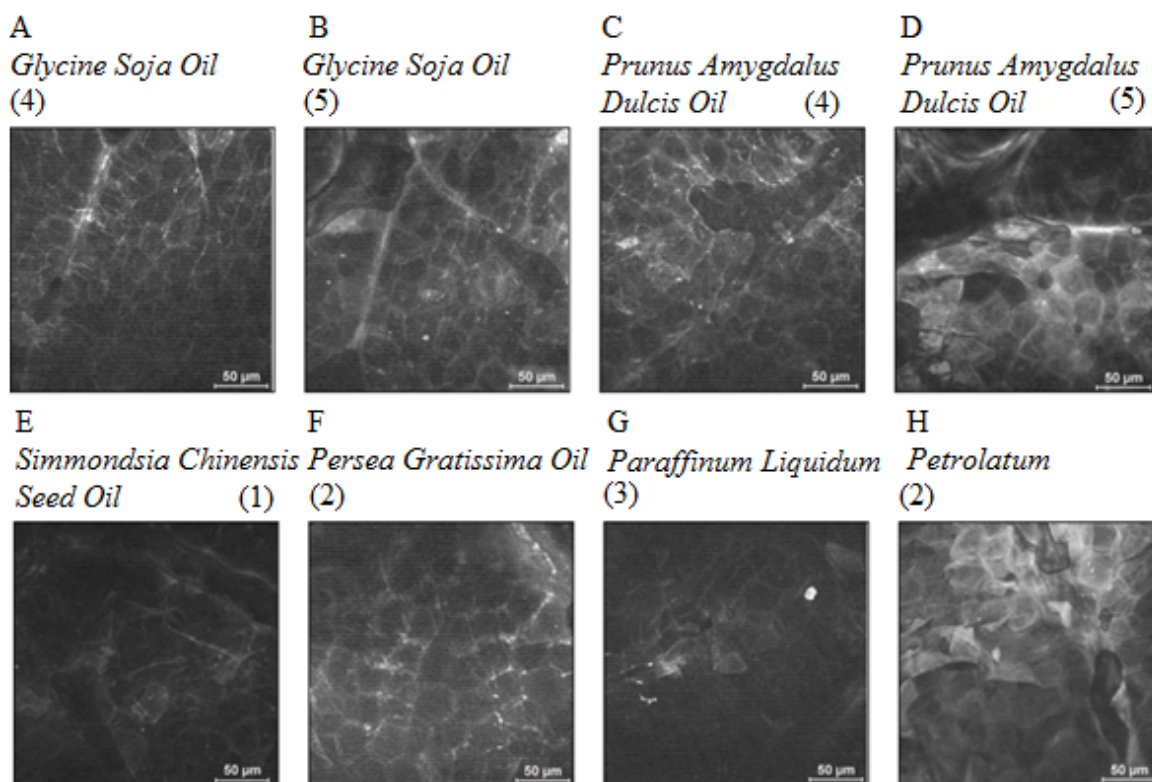 A
Glycine Soja Oil
(4)
B
Glycine Soja Oil
(5)
C
Prunus Amygdalus
Dulcis Oil (4)
D
Prunus Amygdalus
Dulcis Oil (5)
50 µm
50 µm
50 µm
50 µm
E
Simmondsia Chinensis
Seed Oil (1)
F
Persea Gratissima Oil
(2)
G
Paraffinum Liquidum
(3)
H
Petrolatum
(2)
50 µm
50 µm
50 µm
50 µm